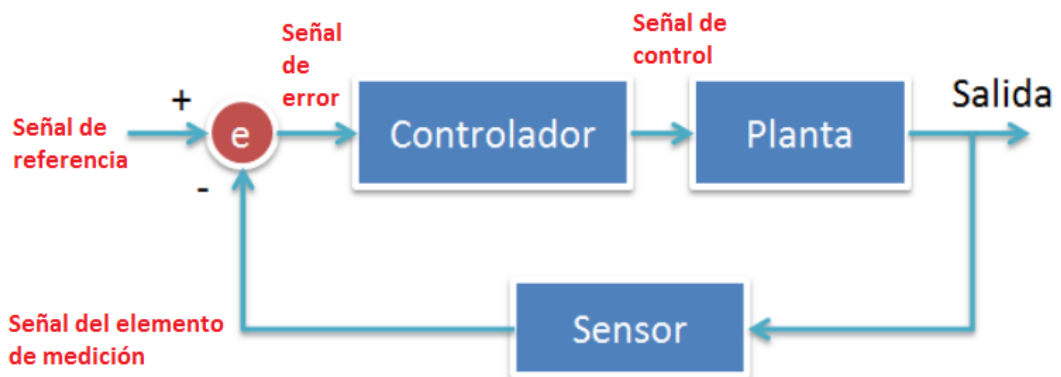 Señal
de
error
Señal de
control
Salida
+
Señal de
referencia
e
Controlador
Planta
-
Señal del elemento
de medición
Sensor